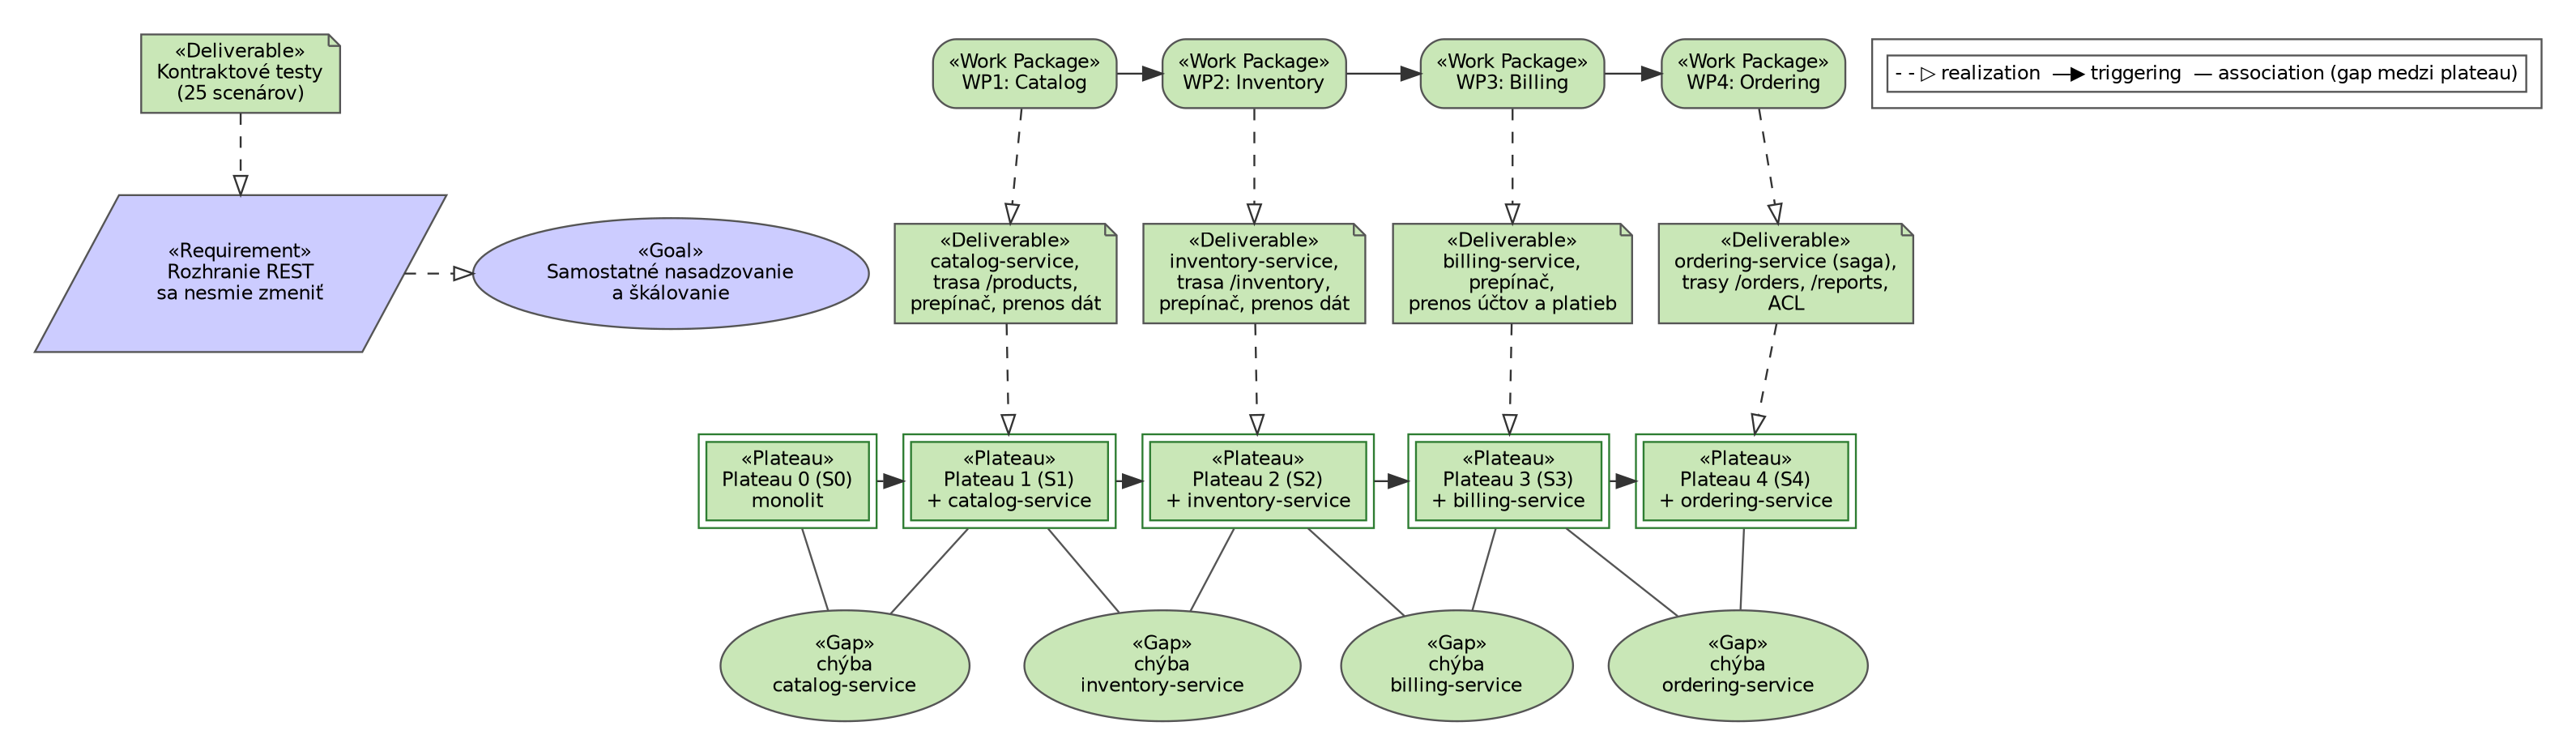 «Deliverable»
Kontraktové testy
(25 scenárov)
«Work Package»
WP1: Catalog
«Work Package»
WP2: Inventory
«Work Package»
WP3: Billing
«Work Package»
WP4: Ordering
- - ▷ realization —▶ triggering — association (gap medzi plateau)
«Requirement»
Rozhranie REST
sa nesmie zmeniť
«Goal»
Samostatné nasadzovanie
a škálovanie
«Deliverable»
catalog-service,
trasa /products,
prepínač, prenos dát
«Deliverable»
inventory-service,
trasa /inventory,
prepínač, prenos dát
«Deliverable»
billing-service,
prepínač,
prenos účtov a platieb
«Deliverable»
ordering-service (saga),
trasy /orders, /reports,
ACL
«Plateau»
Plateau 0 (S0)
monolit
«Plateau»
Plateau 1 (S1)
+ catalog-service
«Plateau»
Plateau 2 (S2)
+ inventory-service
«Plateau»
Plateau 3 (S3)
+ billing-service
«Plateau»
Plateau 4 (S4)
+ ordering-service
«Gap»
chýba
catalog-service
«Gap»
chýba
inventory-service
«Gap»
chýba
billing-service
«Gap»
chýba
ordering-service